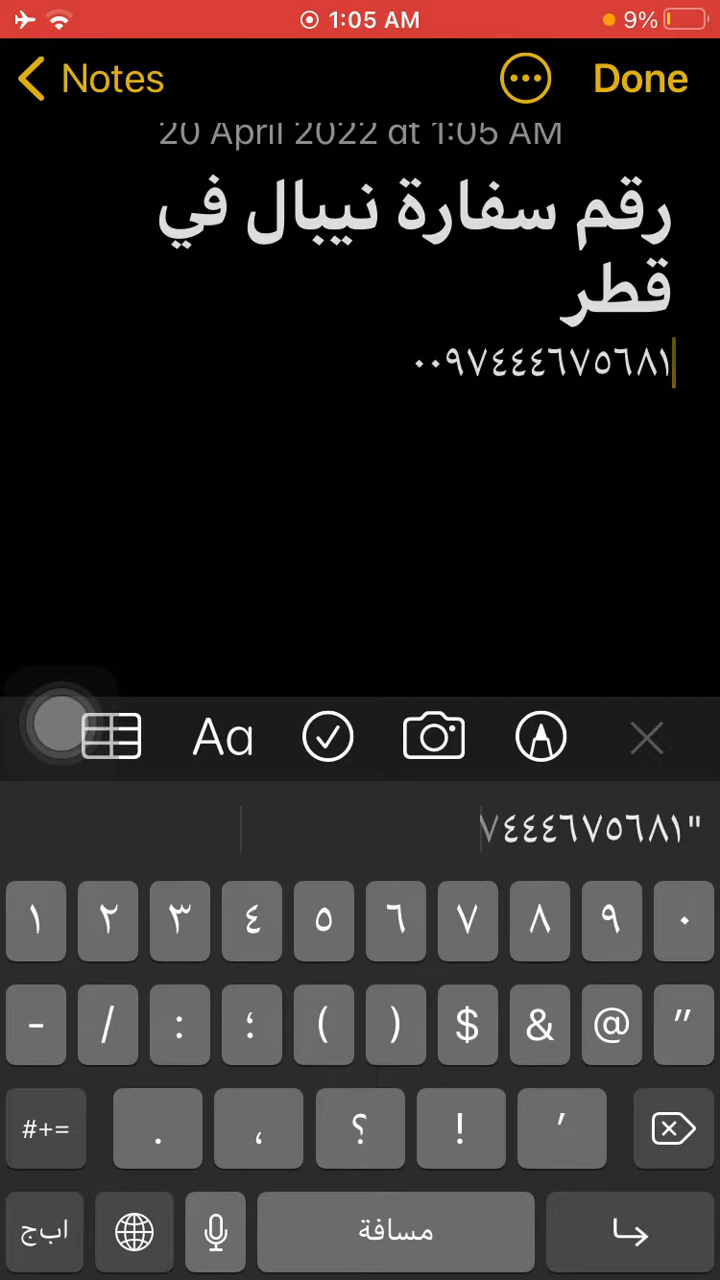 1:05 AM
9%
Notes
Done
20 April 2022 at 1:05 AM
رقم سفارة نيبال في
قطر
٠٠٩٧٤٤٤٦٧٥٦٨١
"٧٤٤٤٦٧٥٦٨١
Aa
١ ٢ ٣ ٤ ٥ ٦ ٧ ٨ ٩ ٠
- / : ؛ ( ) $ & @ "
#+= . ، ؟ ! '
اب‌ج مسافة